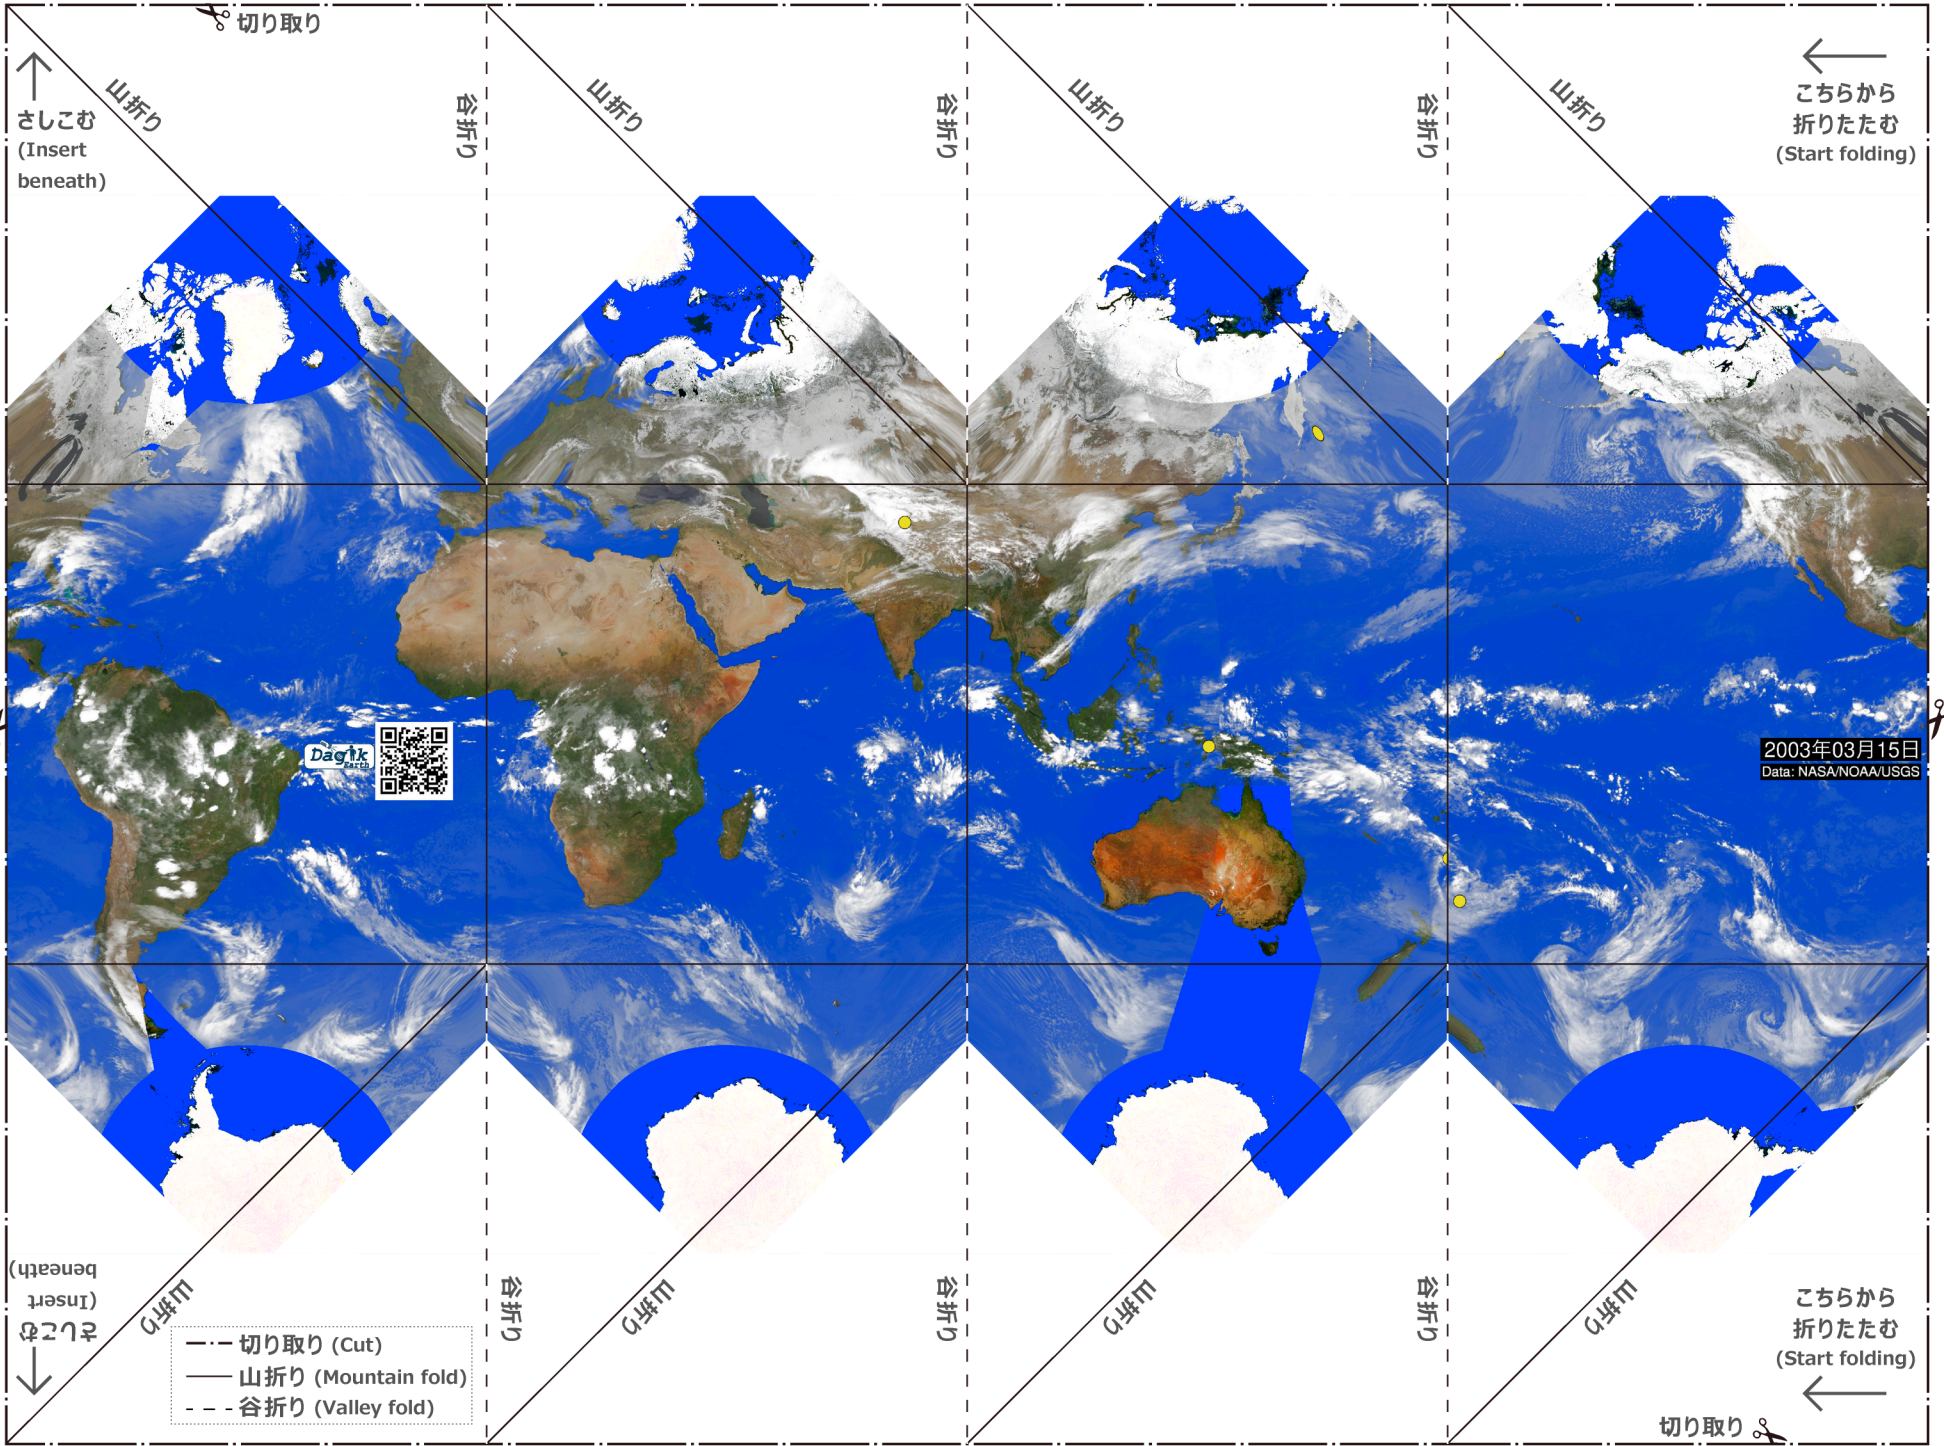 切り取り
山折り
谷折り
山折り
谷折り
山折り
谷折り
山折り
さしこむ
(Insert
beneath)
こちらから
折りたたむ
(Start folding)
Dagik
Earth
2003年03月15日
Data: NASA/NOAA/USGS
さしこむ
(Insert
beneath)
山折り
谷折り
山折り
谷折り
山折り
谷折り
山折り
切り取り (Cut)
山折り (Mountain fold)
谷折り (Valley fold)
こちらから
折りたたむ
(Start folding)
切り取り